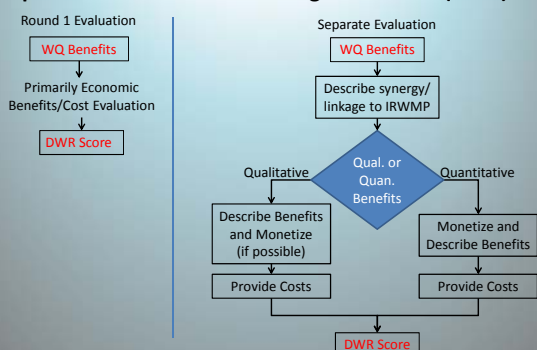 Round 1 Evaluation
WQ Benefits
Primarily Economic
Benefits/Cost Evaluation
DWR Score
Separate Evaluation
WQ Benefits
Describe synergy/
linkage to IRWMP
Qual. or
Quan.
Benefits
Qualitative
Quantitative
Describe Benefits
and Monetize
(if possible)
Monetize and
Describe Benefits
Provide Costs
Provide Costs
DWR Score